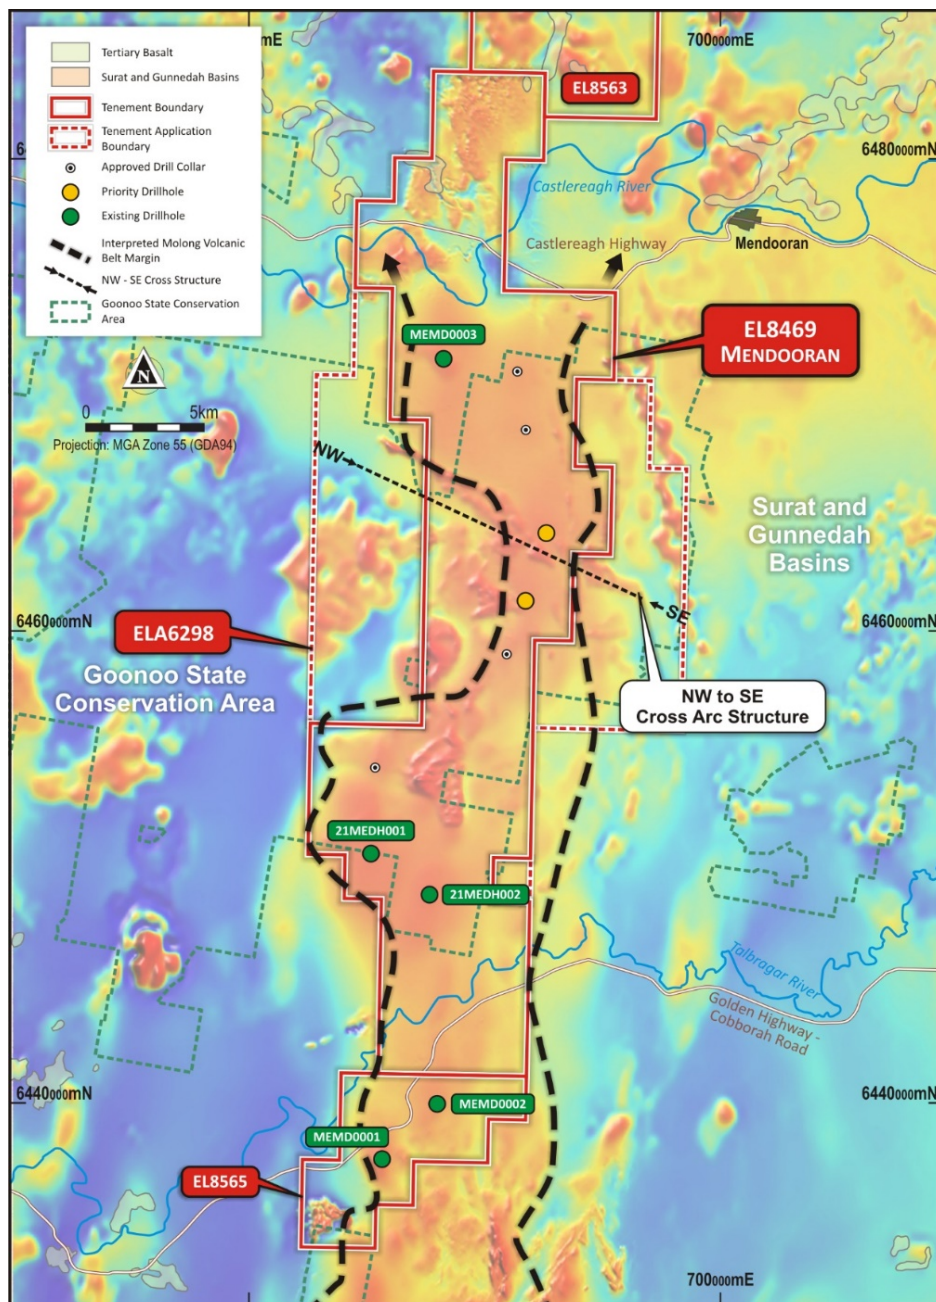 Tertiary Basalt
Surat and Gunnedah Basins
Tenement Boundary
Tenement Application
Boundary
Approved Drill Collar
Priority Drillhole
Existing Drillhole
Interpreted Molong Volcanic
Belt Margin
NW - SE Cross Structure
Goonoo State Conservation
Area
N
0 5km
Projection: MGA Zone 55 (GDA94)
700000mE
EL8563
6480000mN
Castlereagh River
Castlereagh Highway
Mendooran
EL8469
MENDOORAN
MEMD0003
NW
Surat and
Gunnedah
Basins
SE
6460000mN
6460000mN
ELA6298
Goonoo State
Conservation Area
NW to SE
Cross Arc Structure
21MEDH001
21MEDH002
Talbragar River
Golden Highway -
Cobborah Road
6440000mN
6440000mN
MEMD0002
MEMD0001
EL8565
700000mE